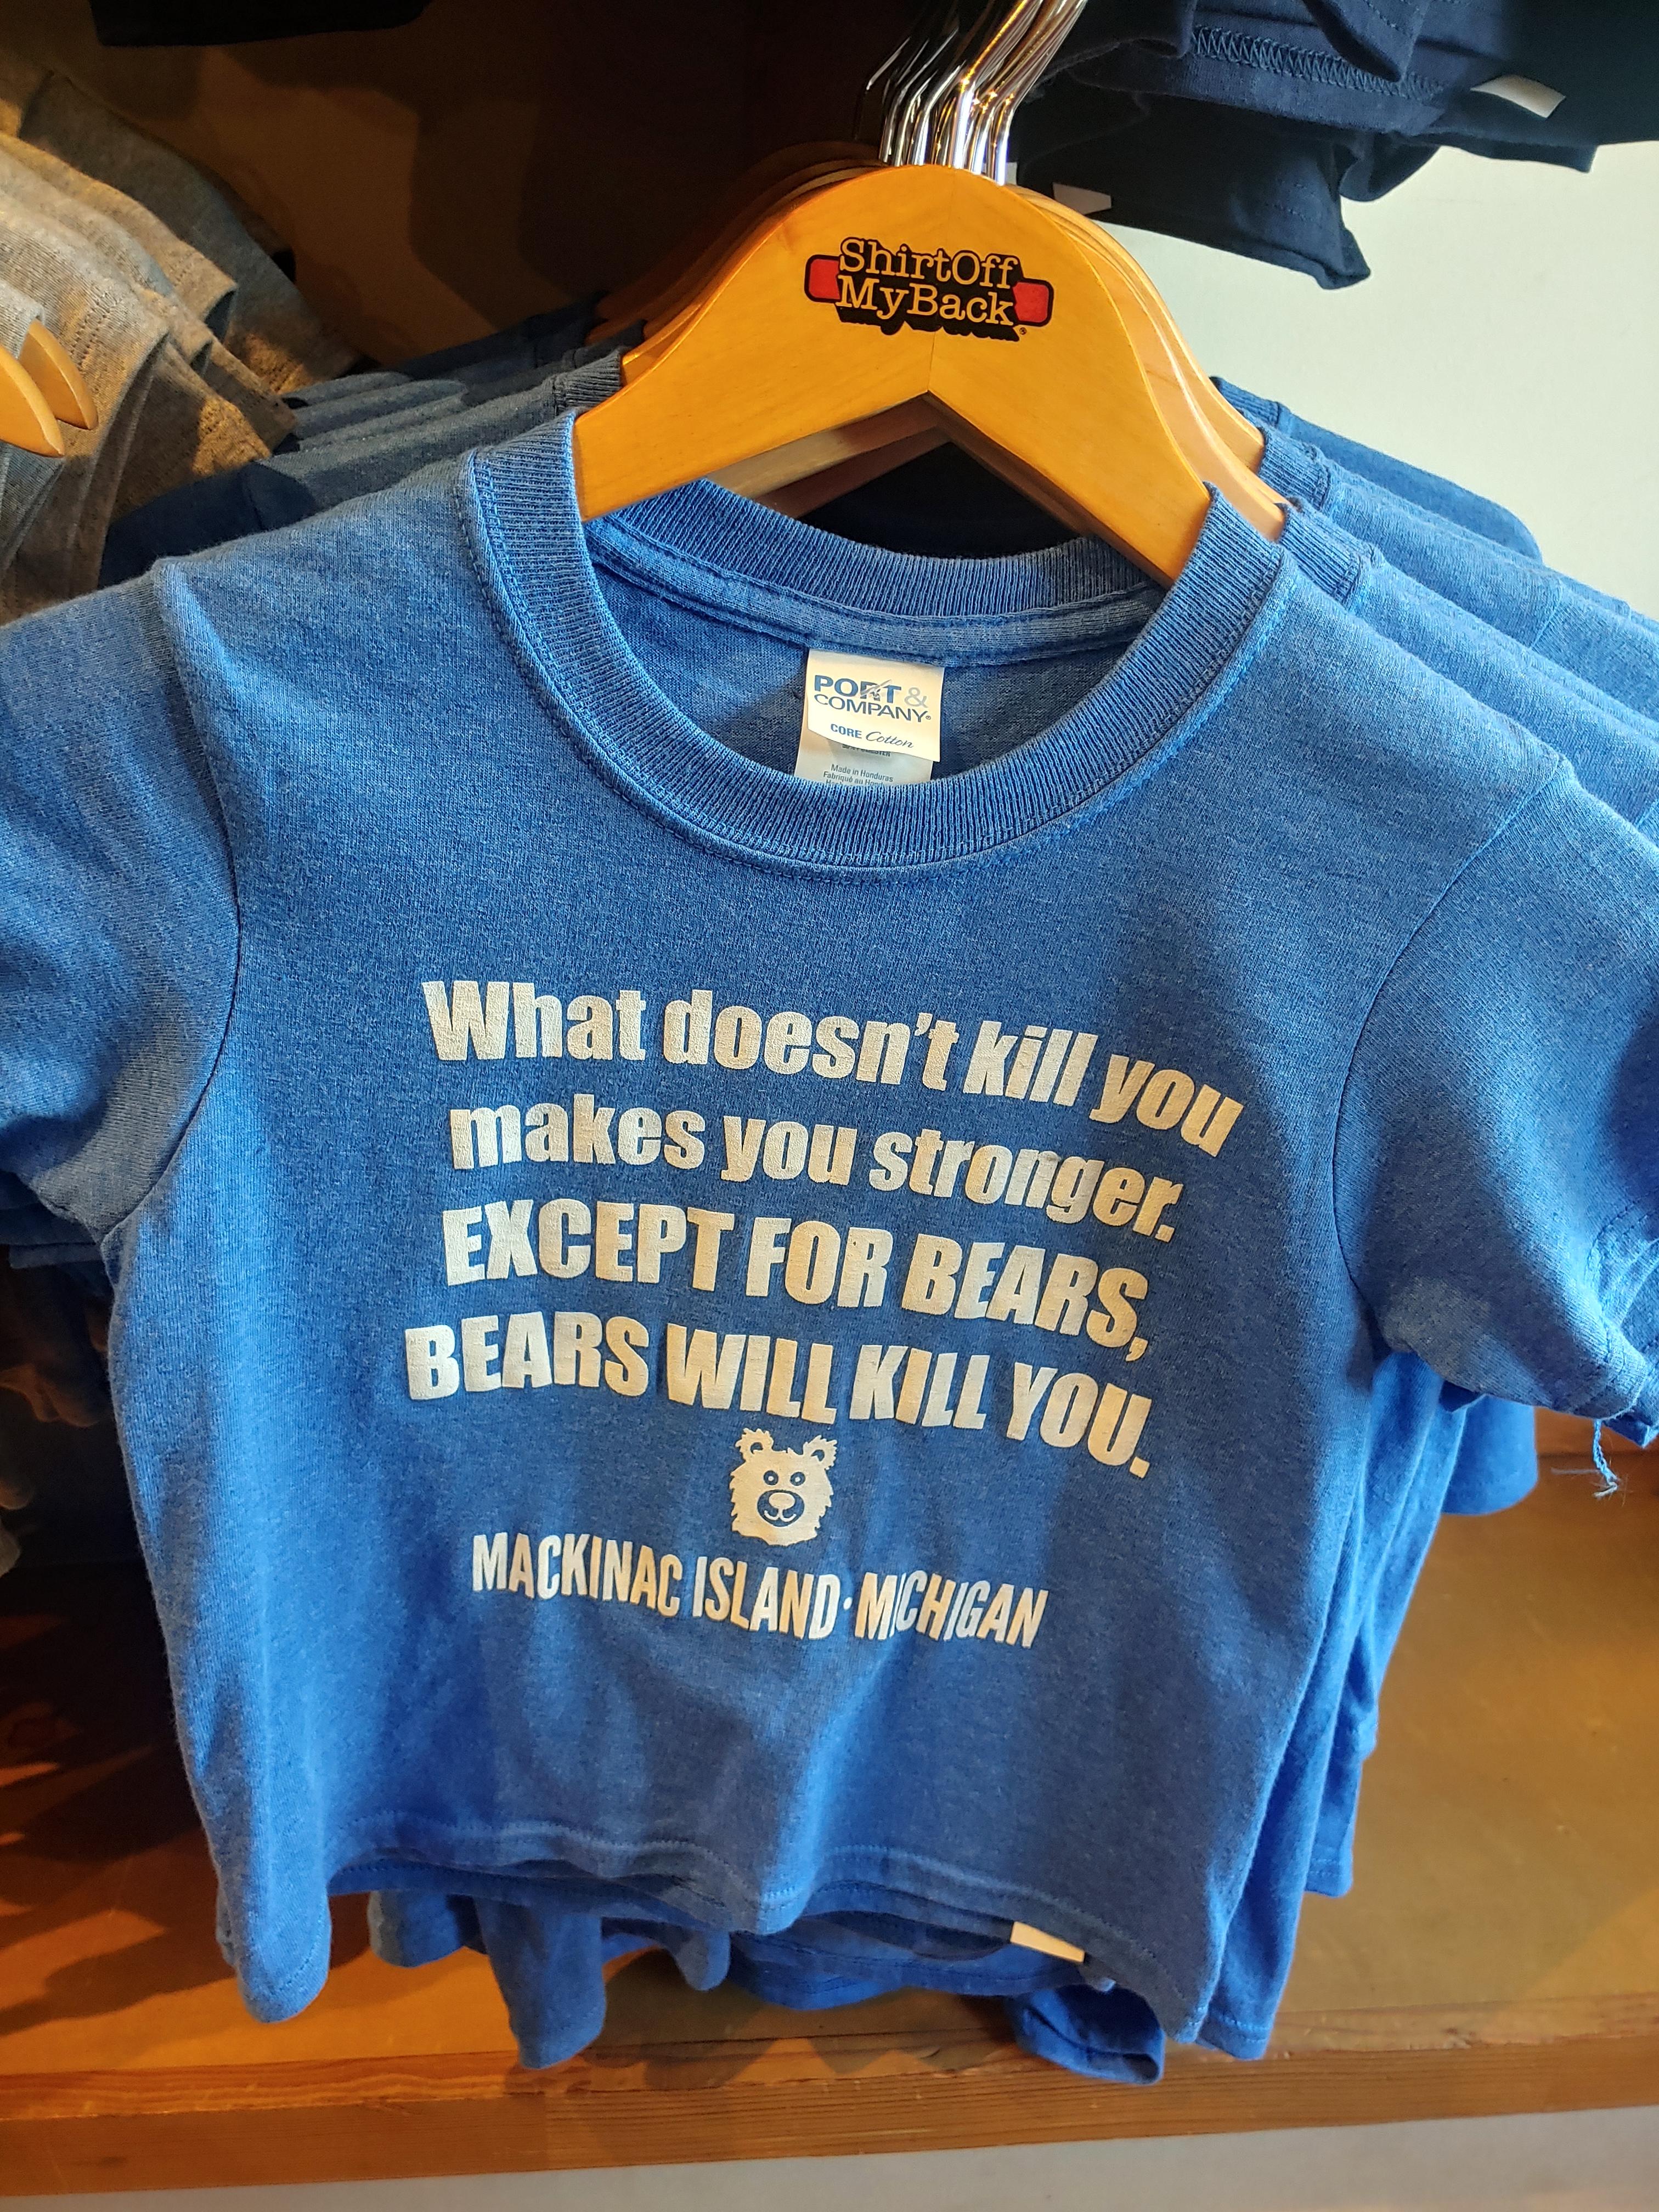 ShirtOff
MyBack
PORT &
COMPANY®
CORE Cotton
Made in Honduras
What doesn't kill you
makes you stronger.
EXCEPT FOR BEARS,
BEARS WILL KILL YOU.
MACKINAC ISLAND·MICHIGAN